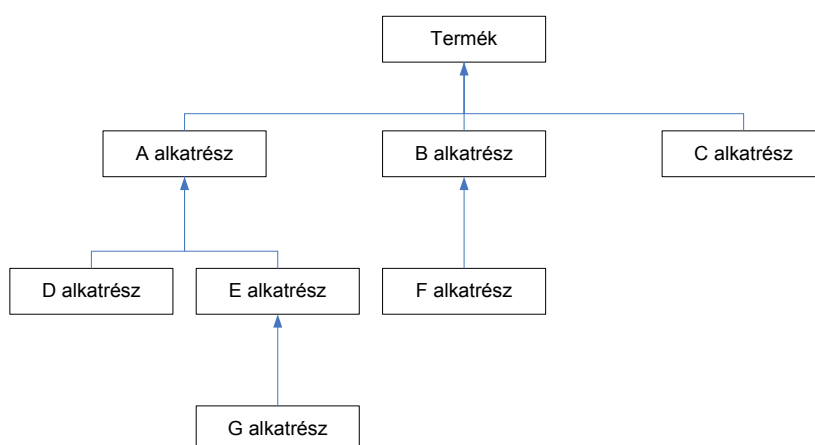 Termék
A alkatrész
B alkatrész
C alkatrész
D alkatrész
E alkatrész
F alkatrész
G alkatrész